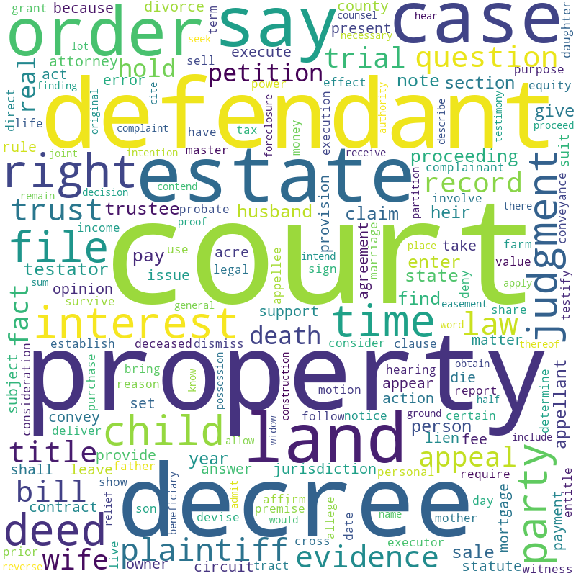 grant because divorce term county counsel hear case daughter
order say
attorney execute present necessary
lot seek
real act hold trial question
petition
direct finding error sell effect note section purpose equity
original cite power authority describe testimony proceed
defendant
life complaint have tax execution give
rule intention master foreclosure money receive suit
joint
right estate proceeding
remain decision contend complainant partition record conveyance
trust trustee husband provision claim involve there heir
income proof probate
file pay use acre appellee agreement marriage place take farm value
testator issue legal intend sign enter state apply judgment
sum court deny
opinion general find share easement testify
fact survive support
interest death time law
establish deceased dismiss consider clause word matter thereof
subject consideration purchase bring know possession construction hearing die obtain appellant determine
reason motion appear report half
property
convey set follow notice ground action certain
deliver widow person lien include
title child allow land appeal fee party
provide year answer jurisdiction personal require entitle
shall leave father
bill show son affirm day mortgage payment
contract relief beneficiary admit premise allege name mother
deed devise would date executor sale
prior live decree
wife plaintiff cross evidence statute
reverse owner circuit tract witness